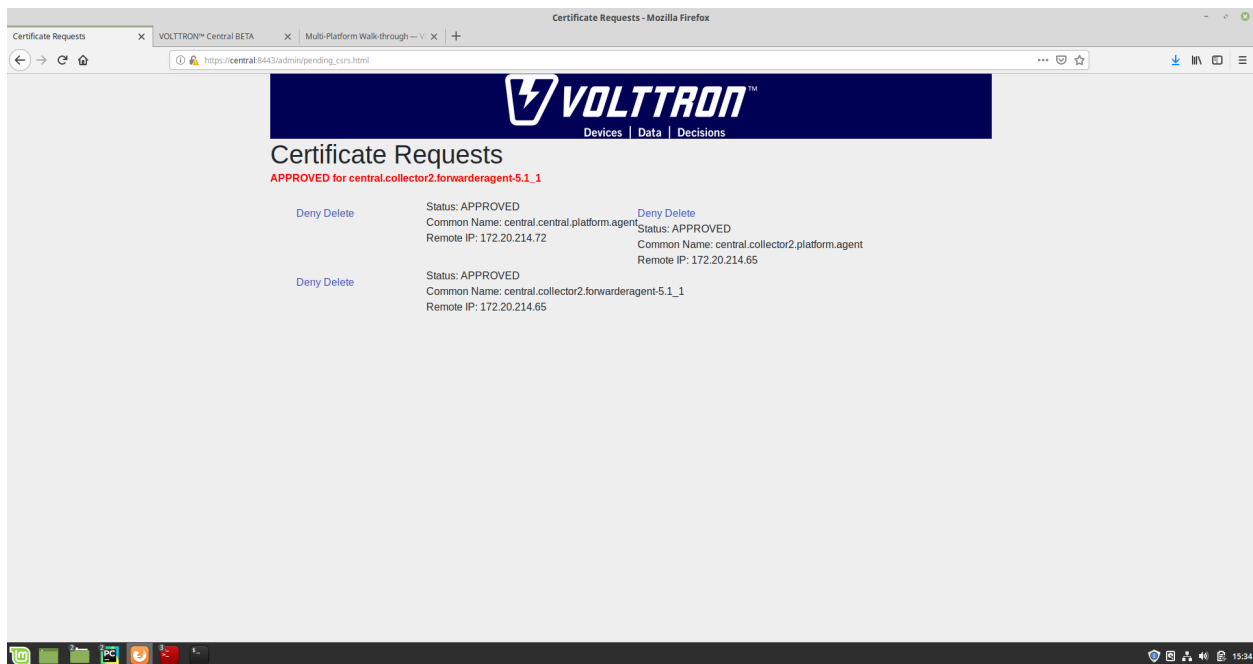 Certificate Requests - Mozilla Firefox
Certificate Requests
VOLTTRON™ Central BETA
Multi-Platform Walk-through — V
https://central:8443/admin/pending_csrs.html
VOLTTRON™
Devices | Data | Decisions
Certificate Requests
APPROVED for central.collector2.forwarderagent-5.1_1
Deny Delete
Status: APPROVED
Common Name: central.central.platform.agent
Remote IP: 172.20.214.72
Deny Delete
Status: APPROVED
Common Name: central.collector2.platform.agent
Remote IP: 172.20.214.65
Deny Delete
Status: APPROVED
Common Name: central.collector2.forwarderagent-5.1_1
Remote IP: 172.20.214.65
2
PC
2
3
15:34